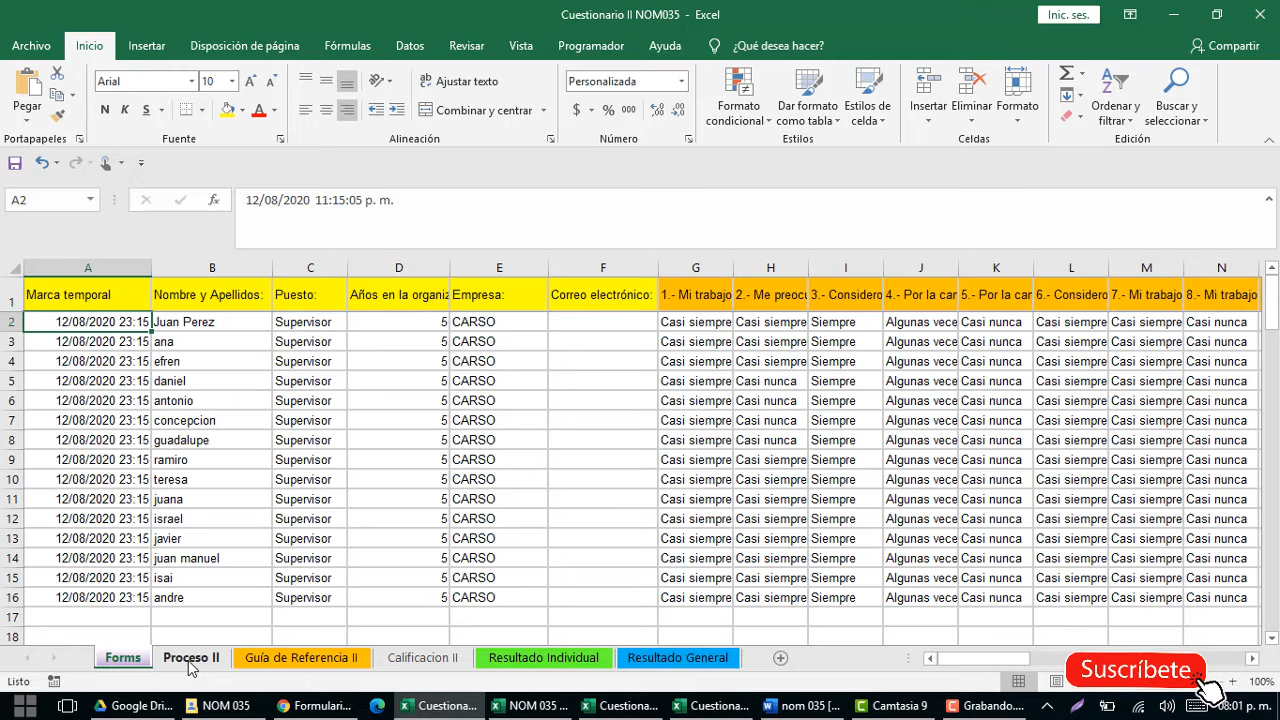 Cuestionario II NOM035 - Excel
Inic. ses.
Archivo Inicio Insertar Disposición de página Fórmulas Datos Revisar Vista Programador Ayuda ¿Qué desea hacer? Compartir
Pegar
Arial 10
N K S
Ajustar texto
Combinar y centrar
Personalizada
$ % 000
Formato condicional
Dar formato como tabla
Estilos de celda
Insertar Eliminar Formato
Ordenar y filtrar
Buscar y seleccionar
Portapapeles Fuente Alineación Número Estilos Celdas Edición
A2 fx 12/08/2020 11:15:05 p. m.
A B C D E F G H I J K L M N
1 Marca temporal Nombre y Apellidos: Puesto: Años en la organiz Empresa: Correo electrónico: 1.- Mi trabajo 2.- Me preocu 3.- Considero 4.- Por la can 5.- Por la can 6.- Considero 7.- Mi trabajo 8.- Mi trabajo
2 12/08/2020 23:15 Juan Perez Supervisor 5 CARSO Casi siempre Casi siempre Siempre Algunas vece Casi nunca Casi siempre Casi siempre Casi nunca
3 12/08/2020 23:15 ana Supervisor 5 CARSO Casi siempre Casi siempre Siempre Algunas vece Casi nunca Casi siempre Casi siempre Casi nunca
4 12/08/2020 23:15 efren Supervisor 5 CARSO Casi siempre Casi siempre Siempre Algunas vece Casi nunca Casi siempre Casi siempre Casi nunca
5 12/08/2020 23:15 daniel Supervisor 5 CARSO Casi siempre Casi nunca Siempre Algunas vece Casi nunca Casi siempre Casi siempre Casi nunca
6 12/08/2020 23:15 antonio Supervisor 5 CARSO Casi siempre Casi nunca Siempre Algunas vece Casi nunca Casi siempre Casi siempre Casi nunca
7 12/08/2020 23:15 concepcion Supervisor 5 CARSO Casi siempre Casi nunca Siempre Algunas vece Casi nunca Casi siempre Casi siempre Casi nunca
8 12/08/2020 23:15 guadalupe Supervisor 5 CARSO Casi siempre Casi nunca Siempre Algunas vece Casi nunca Casi siempre Casi siempre Casi nunca
9 12/08/2020 23:15 ramiro Supervisor 5 CARSO Casi siempre Casi siempre Siempre Algunas vece Casi nunca Casi siempre Casi siempre Casi nunca
10 12/08/2020 23:15 teresa Supervisor 5 CARSO Casi siempre Casi siempre Siempre Algunas vece Casi nunca Casi siempre Casi siempre Casi nunca
11 12/08/2020 23:15 juana Supervisor 5 CARSO Casi siempre Casi siempre Siempre Algunas vece Casi nunca Casi siempre Casi siempre Casi nunca
12 12/08/2020 23:15 israel Supervisor 5 CARSO Casi siempre Casi siempre Siempre Algunas vece Casi nunca Casi siempre Casi siempre Casi nunca
13 12/08/2020 23:15 javier Supervisor 5 CARSO Casi siempre Casi siempre Siempre Algunas vece Casi nunca Casi siempre Casi siempre Casi nunca
14 12/08/2020 23:15 juan manuel Supervisor 5 CARSO Casi siempre Casi siempre Siempre Algunas vece Casi nunca Casi siempre Casi siempre Casi nunca
15 12/08/2020 23:15 isai Supervisor 5 CARSO Casi siempre Casi siempre Siempre Algunas vece Casi nunca Casi siempre Casi siempre Casi nunca
16 12/08/2020 23:15 andre Supervisor 5 CARSO Casi siempre Casi siempre Siempre Algunas vece Casi nunca Casi siempre Casi siempre Casi nunca
17
18
Forms Proceso II Guía de Referencia II Calificacion II Resultado Individual Resultado General
Suscríbete
Listo 100%
Google Dri... NOM 035 Formulari... Cuestiona... NOM 035 ... Cuestiona... Cuestiona... nom 035 (... Camtasia 9 Grabando... 08:01 p. m.